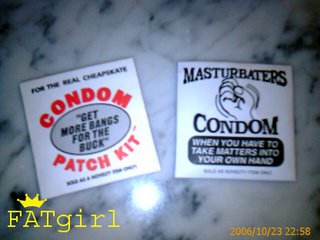 FOR THE REAL CHEAPSKATE
CONDOM
"GET
MORE BANGS
FOR THE
BUCK"
PATCH KIT™
SOLD AS A NOVELTY ITEM ONLY!
MASTURBATERS
CONDOM
WHEN YOU HAVE TO
TAKE MATTERS INTO
YOUR OWN HAND
SOLD AS NOVELTY ITEM ONLY
FATgirl
2006/10/23 22:58